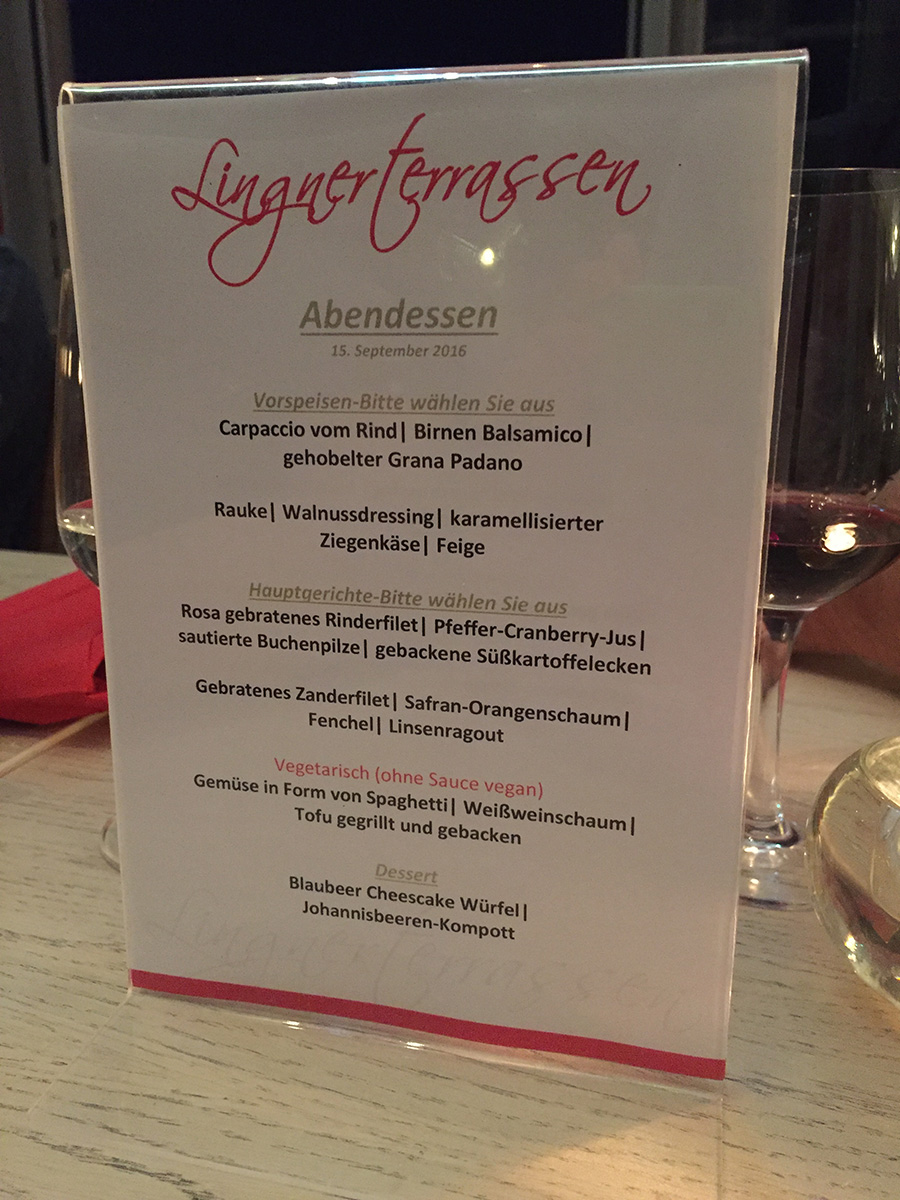 Lingnerterrassen
Abendessen
15. September 2016
Vorspeisen-Bitte wählen Sie aus
Carpaccio vom Rind| Birnen Balsamico|
gehobelter Grana Padano
Rauke| Walnussdressing| karamellisierter
Ziegenkäse| Feige
Hauptgerichte-Bitte wählen Sie aus
Rosa gebratenes Rinderfilet| Pfeffer-Cranberry-Jus|
sautierte Buchenpilze| gebackene Süßkartoffelecken
Gebratenes Zanderfilet| Safran-Orangenschaum|
Fenchel| Linsenragout
Vegetarisch (ohne Sauce vegan)
Gemüse in Form von Spaghetti| Weißweinschaum|
Tofu gegrillt und gebacken
Dessert
Blaubeer Cheescake Würfel|
Johannisbeeren-Kompott
Lingnerterrassen